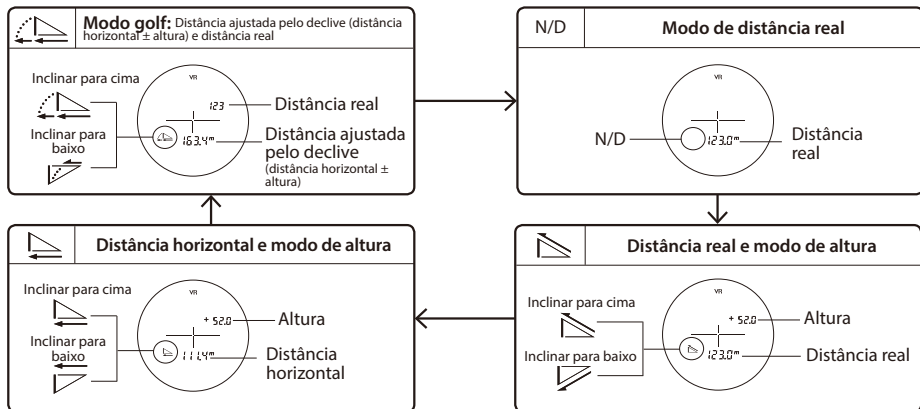 Modo golf: Distância ajustada pelo declive (distância
horizontal ± altura) e distância real
Inclinar para cima
Inclinar para
baixo
VR
123
163.4m
Distância real
Distância ajustada
pelo declive
(distância horizontal ±
altura)
N/D
Modo de distância real
VR
N/D
123.0m
Distância
real
Distância horizontal e modo de altura
Inclinar para cima
Inclinar para
baixo
VR
+ 52.0
111.4m
Altura
Distância
horizontal
Distância real e modo de altura
Inclinar para cima
Inclinar para baixo
VR
+ 52.0
123.0m
Altura
Distância real